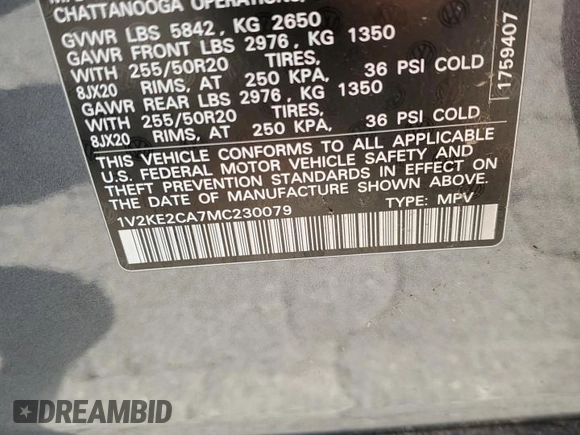 CHATTANOOGA OPERATIONS,
GVWR LBS 5842, KG 2650
GAWR FRONT LBS 2976, KG 1350
WITH 255/50R20 TIRES,
8JX20 RIMS, AT 250 KPA, 36 PSI COLD
GAWR REAR LBS 2976, KG 1350
WITH 255/50R20 TIRES,
8JX20 RIMS, AT 250 KPA, 36 PSI COLD
THIS VEHICLE CONFORMS TO ALL APPLICABLE
U.S. FEDERAL MOTOR VEHICLE SAFETY AND
THEFT PREVENTION STANDARDS IN EFFECT ON
THE DATE OF MANUFACTURE SHOWN ABOVE.
1V2KE2CA7MC230079 TYPE: MPV
1759407
DREAMBID